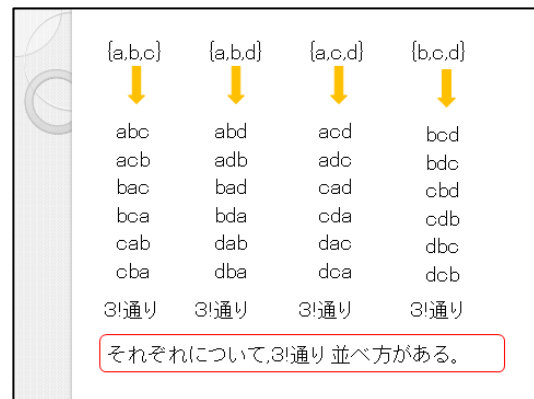 {a,b,c} {a,b,d} {a,c,d} {b,c,d}
abc abd acd bcd
acb adb adc bdc
bac bad cad cbd
bca bda cda cdb
cab dab dac dbc
cba dba dca dcb
3!通り 3!通り 3!通り 3!通り
それぞれについて,3!通り 並べ方がある。